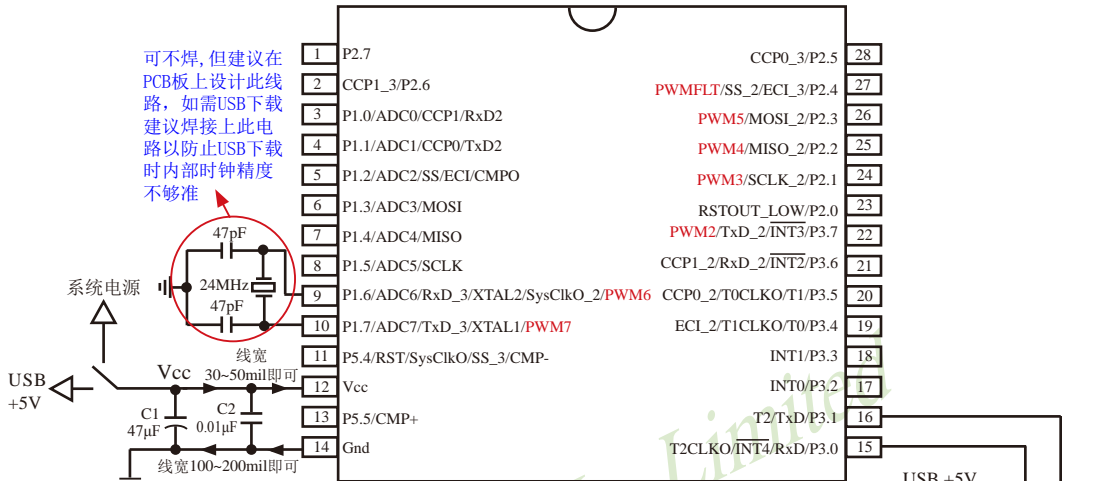 可不焊,但建议在
PCB板上设计此线
路，如需USB下载
建议焊接上此电
路以防止USB下载
时内部时钟精度
不够准
47pF
24MHz
47pF
系统电源
USB
+5V
Vcc
线宽
30~50mil即可
C1
47μF
C2
0.01μF
线宽100~200mil即可
1 P2.7
2 CCP1_3/P2.6
3 P1.0/ADC0/CCP1/RxD2
4 P1.1/ADC1/CCP0/TxD2
5 P1.2/ADC2/SS/ECI/CMPO
6 P1.3/ADC3/MOSI
7 P1.4/ADC4/MISO
8 P1.5/ADC5/SCLK
9 P1.6/ADC6/RxD_3/XTAL2/SysClkO_2/PWM6
10 P1.7/ADC7/TxD_3/XTAL1/PWM7
11 P5.4/RST/SysClkO/SS_3/CMP-
12 Vcc
13 P5.5/CMP+
14 Gnd
CCP0_3/P2.5 28
PWMFLT/SS_2/ECI_3/P2.4 27
PWM5/MOSI_2/P2.3 26
PWM4/MISO_2/P2.2 25
PWM3/SCLK_2/P2.1 24
RSTOUT_LOW/P2.0 23
PWM2/TxD_2/INT3/P3.7 22
CCP1_2/RxD_2/INT2/P3.6 21
CCP0_2/T0CLKO/T1/P3.5 20
ECI_2/T1CLKO/T0/P3.4 19
INT1/P3.3 18
INT0/P3.2 17
T2/TxD/P3.1 16
T2CLKO/INT4/RxD/P3.0 15
USB +5V
Limited